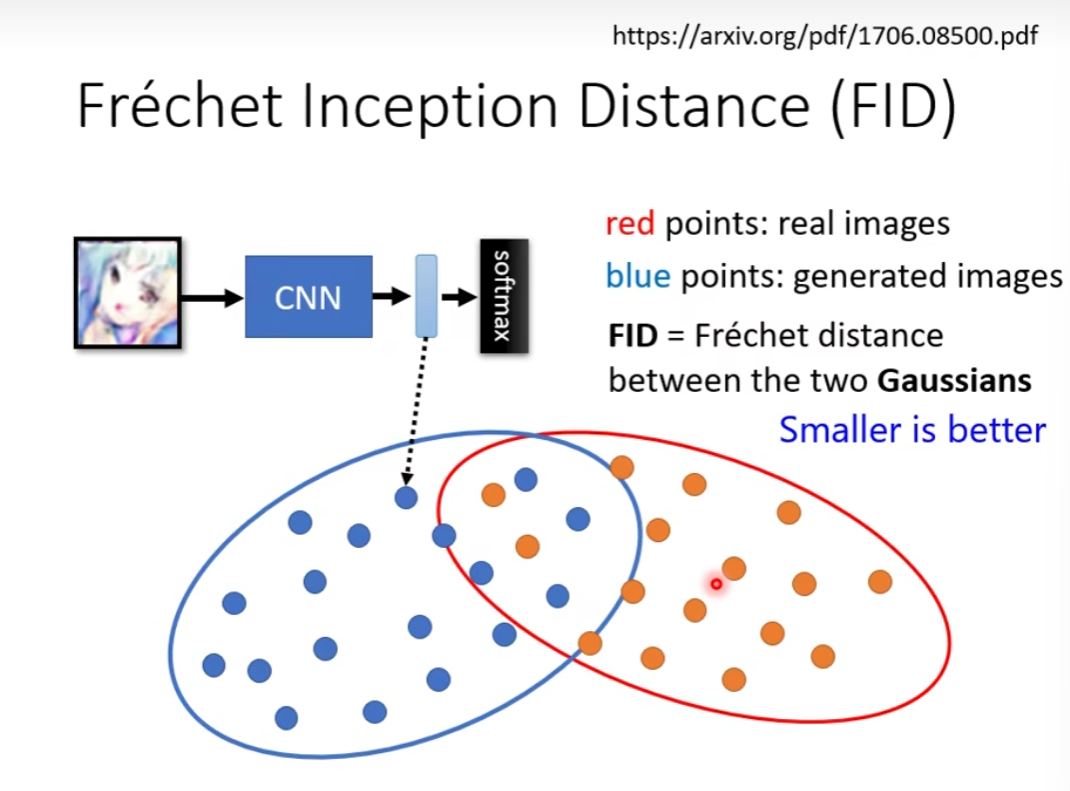 https://arxiv.org/pdf/1706.08500.pdf
Fréchet Inception Distance (FID)
CNN
softmax
red points: real images
blue points: generated images
FID = Fréchet distance
between the two Gaussians
Smaller is better